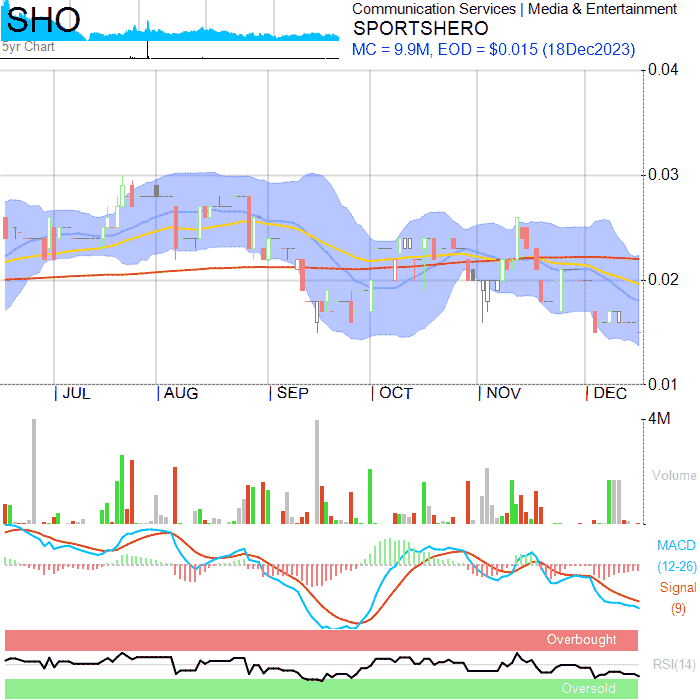 SHO
5yr Chart
Communication Services | Media & Entertainment
SPORTSHERO
MC = 9.9M, EOD = $0.015 (18Dec2023)
0.04
0.03
0.02
0.01
JUL AUG SEP OCT NOV DEC
4M
Volume
MACD
(12-26)
Signal
(9)
Overbought
RSI(14)
Oversold